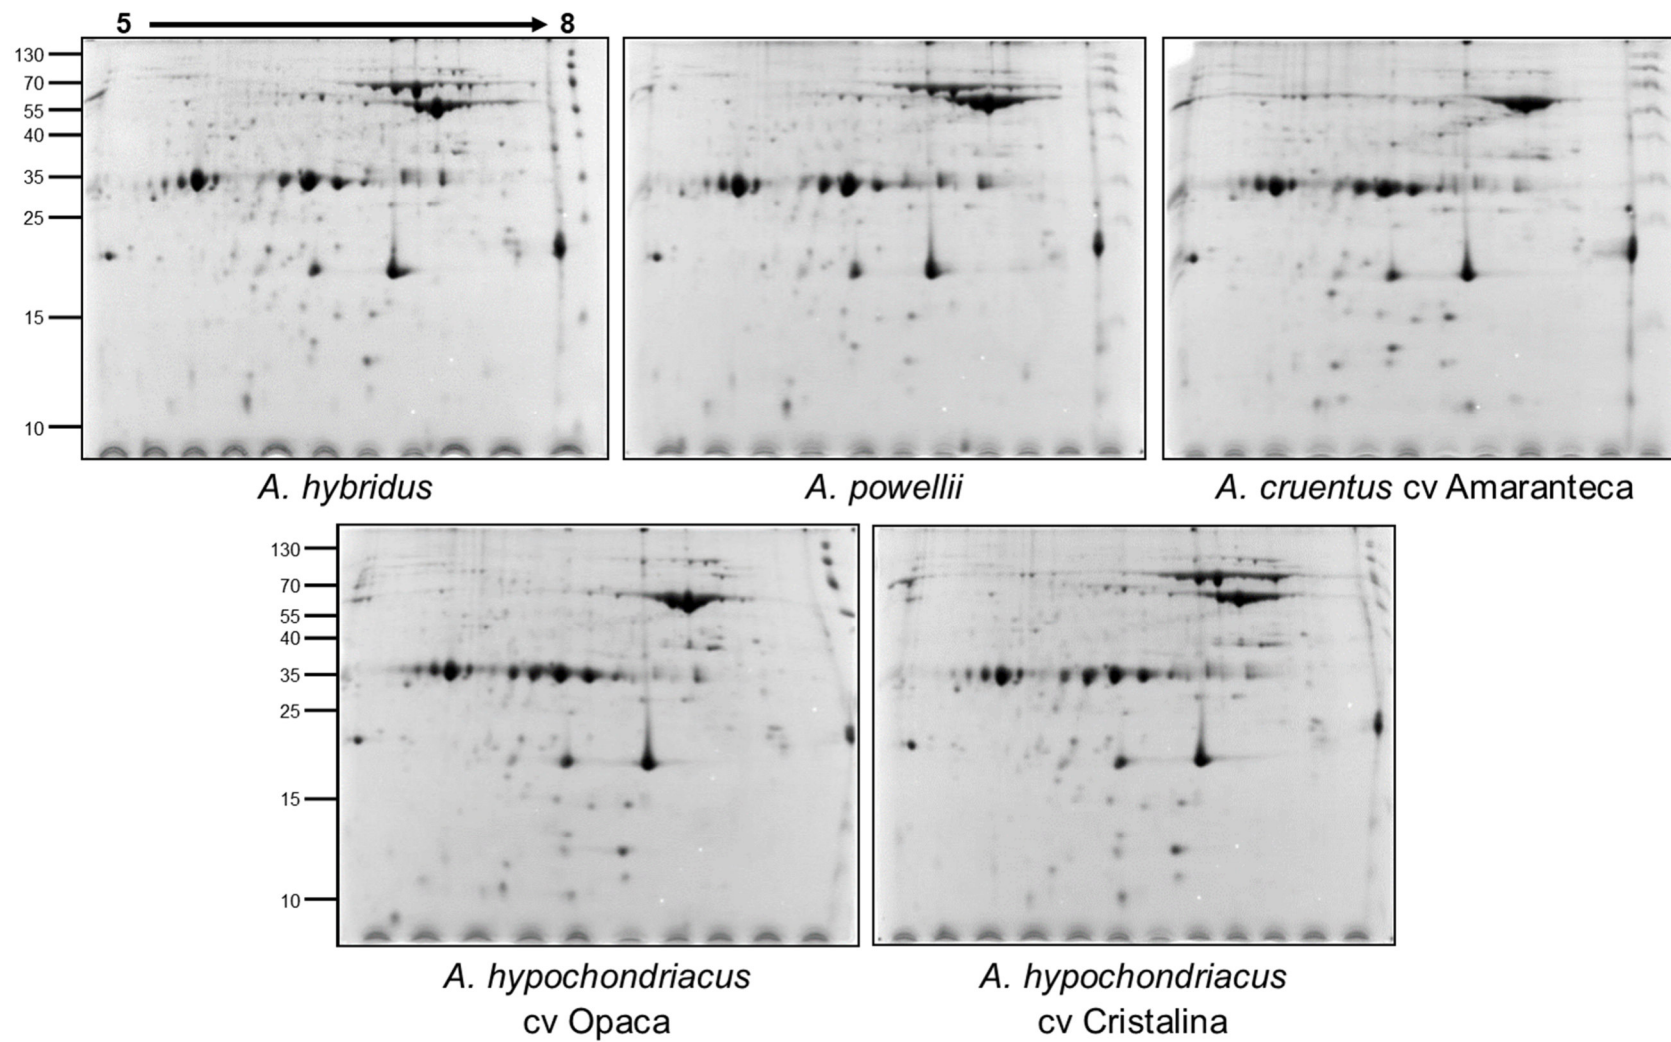 5 8
130
70
55
40
35
25
15
10
A. hybridus
A. powellii
A. cruentus cv Amaranteca
130
70
55
40
35
25
15
10
A. hypochondriacus
cv Opaca
A. hypochondriacus
cv Cristalina